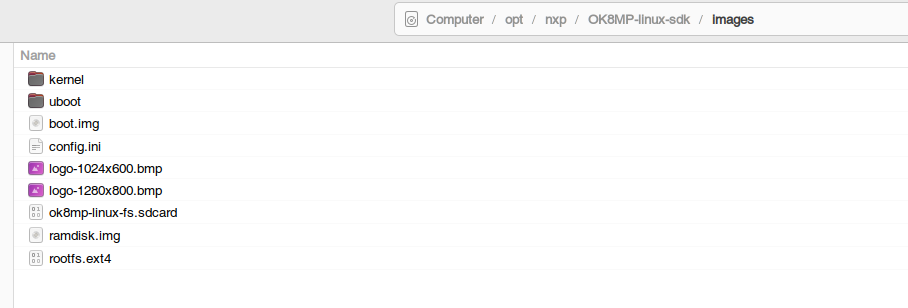 Computer / opt / nxp / OK8MP-linux-sdk / images
Name
kernel
uboot
boot.img
config.ini
logo-1024x600.bmp
logo-1280x800.bmp
ok8mp-linux-fs.sdcard
ramdisk.img
rootfs.ext4